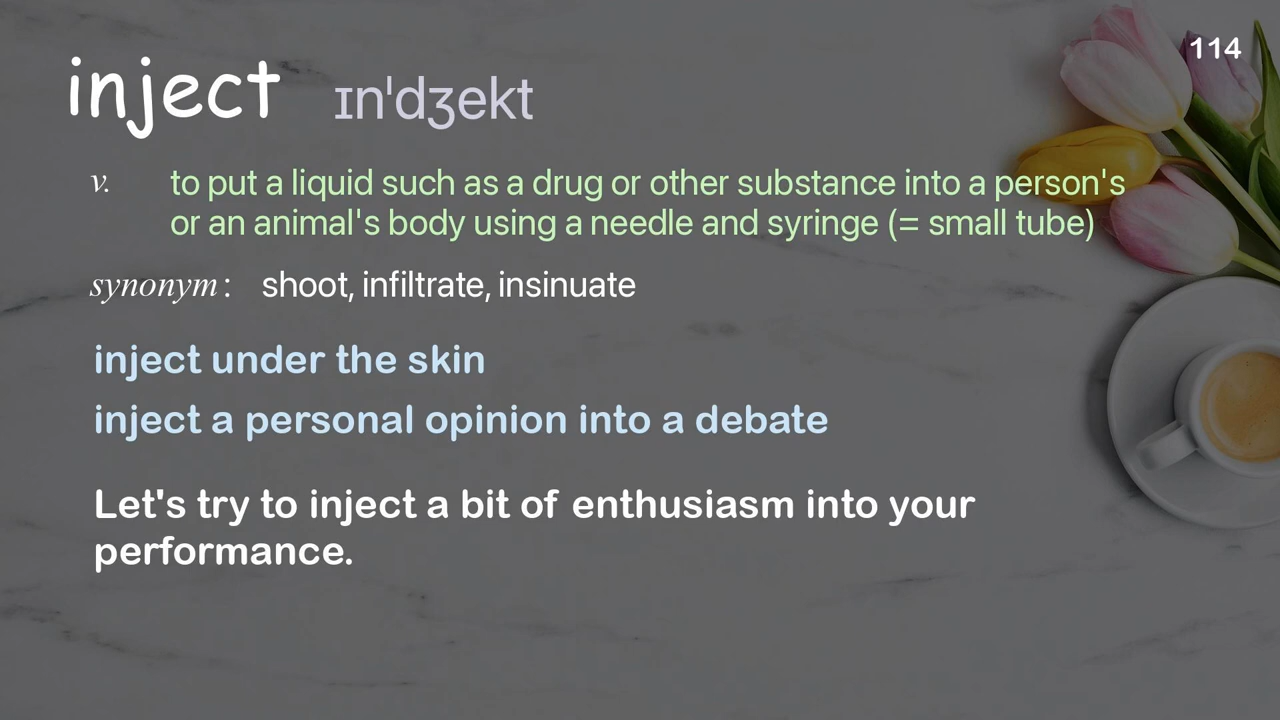 114
inject ɪn'dʒekt
v. to put a liquid such as a drug or other substance into a person's
or an animal's body using a needle and syringe (= small tube)
synonym: shoot, infiltrate, insinuate
inject under the skin
inject a personal opinion into a debate
Let's try to inject a bit of enthusiasm into your
performance.